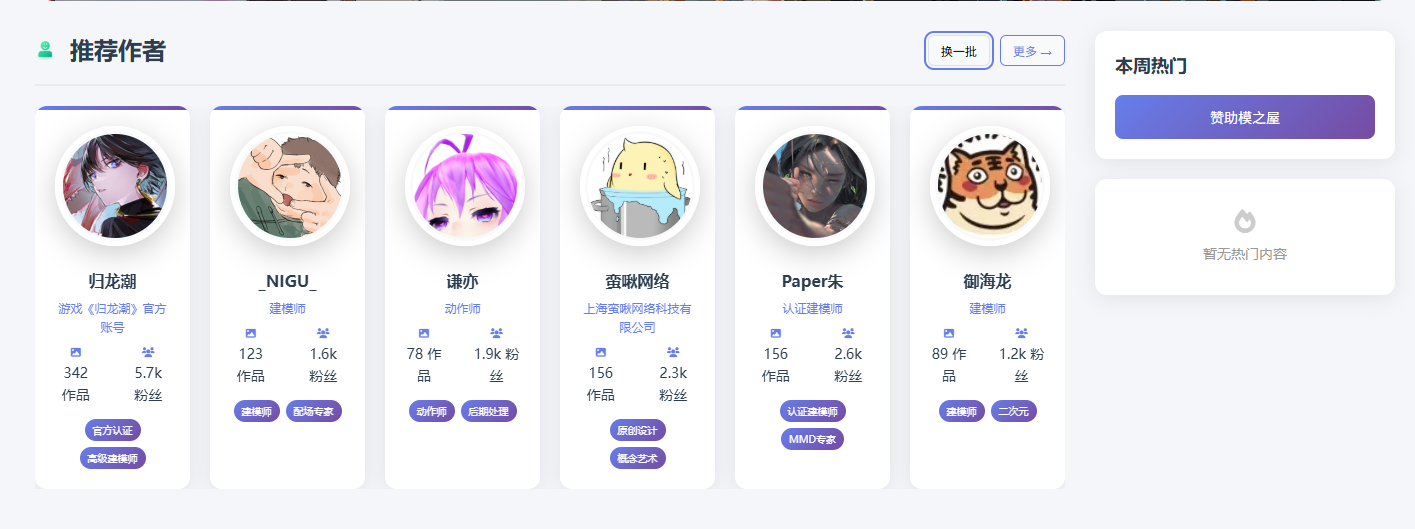 推荐作者
换一批
更多 →
归龙潮
游戏《归龙潮》官方
账号
342
作品
5.7k
粉丝
官方认证
高级建模师
_NIGU_
建模师
123
作品
1.6k
粉丝
建模师
配场专家
谦亦
动作师
78 作
品
1.9k 粉
丝
动作师
后期处理
蛮啾网络
上海蛮啾网络科技有
限公司
156
作品
2.3k
粉丝
原创设计
概念艺术
Paper朱
认证建模师
156
作品
2.6k
粉丝
认证建模师
MMD专家
御海龙
建模师
89 作
品
1.2k 粉
丝
建模师
二次元
本周热门
赞助模之屋
暂无热门内容